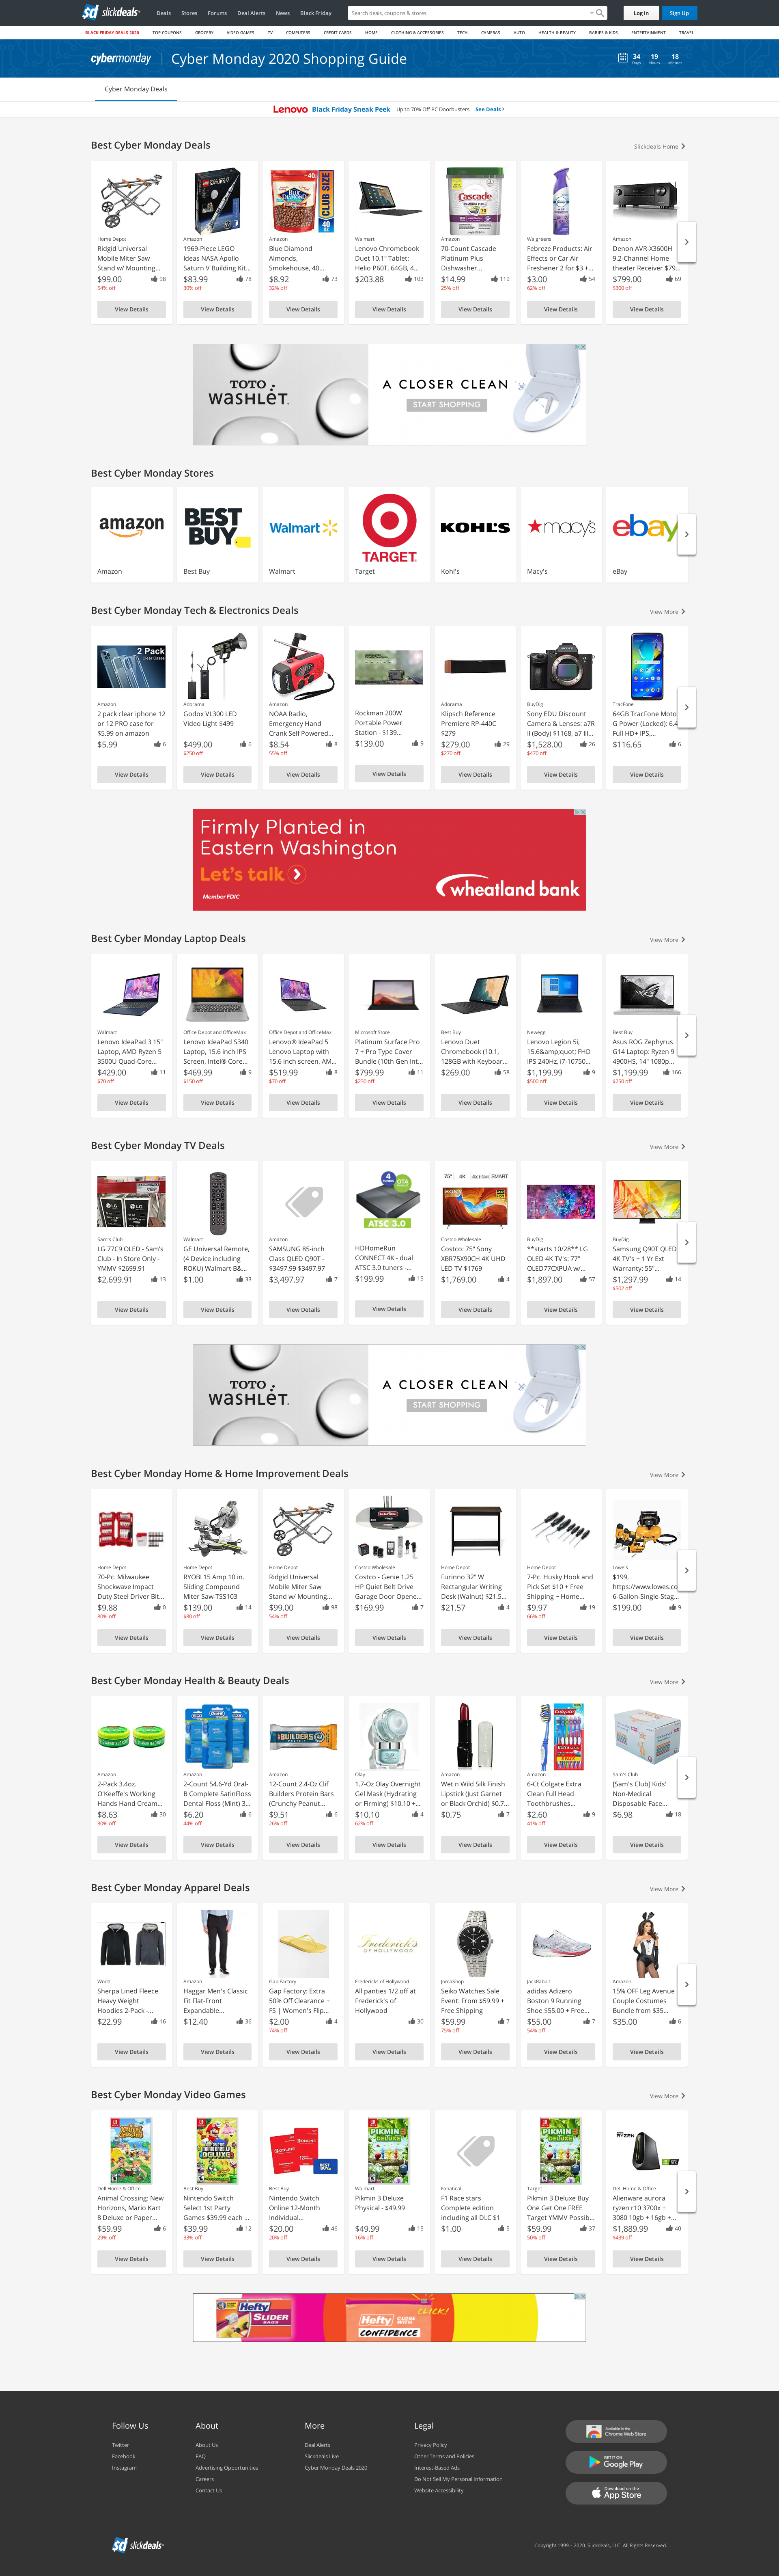 slickdeals
Deals Stores Forums Deal Alerts News Black Friday
Search deals, coupons & stores
Log In Sign Up
BLACK FRIDAY DEALS 2020 TOP COUPONS GROCERY VIDEO GAMES TV COMPUTERS CREDIT CARDS HOME CLOTHING & ACCESSORIES TECH CAMERAS AUTO HEALTH & BEAUTY BABIES & KIDS ENTERTAINMENT TRAVEL
cybermonday Cyber Monday 2020 Shopping Guide
34 Days 19 Hours 18 Minutes
Cyber Monday Deals
Lenovo Black Friday Sneak Peek Up to 70% Off PC Doorbusters See Deals
Best Cyber Monday Deals
Slickdeals Home
Home Depot
Ridgid Universal
Mobile Miter Saw
Stand w/ Mounting...
$99.00 98
54% off
View Details
Amazon
1969-Piece LEGO
Ideas NASA Apollo
Saturn V Building Kit...
$83.99 78
30% off
View Details
Amazon
Blue Diamond
Almonds,
Smokehouse, 40...
$8.92 73
32% off
View Details
Walmart
Lenovo Chromebook
Duet 10.1" Tablet:
Helio P60T, 64GB, 4...
$203.88 103
View Details
Amazon
70-Count Cascade
Platinum Plus
Dishwasher...
$14.99 119
25% off
View Details
Walgreens
Febreze Products: Air
Effects or Car Air
Freshener 2 for $3 +...
$3.00 54
62% off
View Details
Amazon
Denon AVR-X3600H
9.2-Channel Home
theater Receiver $79...
$799.00 69
$300 off
View Details
TOTO
WASHLET.
A CLOSER CLEAN
START SHOPPING
Best Cyber Monday Stores
amazon
Amazon
BEST BUY
Best Buy
Walmart
Walmart
TARGET
Target
KOHL'S
Kohl's
macy's
Macy's
ebay
eBay
Best Cyber Monday Tech & Electronics Deals
View More
2 Pack
Clear Cases
Amazon
2 pack clear iphone 12
or 12 PRO case for
$5.99 on amazon
$5.99 6
View Details
Adorama
Godox VL300 LED
Video Light $499
$499.00 6
$250 off
View Details
Amazon
NOAA Radio,
Emergency Hand
Crank Self Powered...
$8.54 8
55% off
View Details
Rockman 200W
Portable Power
Station - $139...
$139.00 9
View Details
Adorama
Klipsch Reference
Premiere RP-440C
$279
$279.00 29
$270 off
View Details
BuyDig
Sony EDU Discount
Camera & Lenses: a7R
II (Body) $1168, a7 III...
$1,528.00 26
$470 off
View Details
TracFone
64GB TracFone Moto
G Power (Locked): 6.4
Full HD+ IPS,...
$116.65 6
View Details
Firmly Planted in
Eastern Washington
Let's talk
Member FDIC
wheatland bank
Best Cyber Monday Laptop Deals
View More
Walmart
Lenovo IdeaPad 3 15"
Laptop, AMD Ryzen 5
3500U Quad-Core...
$429.00 11
$70 off
View Details
Office Depot and OfficeMax
Lenovo IdeaPad S340
Laptop, 15.6 inch IPS
Screen, Intel® Core...
$469.99 9
$150 off
View Details
Office Depot and OfficeMax
Lenovo® IdeaPad 5
Lenovo Laptop with
15.6 inch screen, AM...
$519.99 8
$70 off
View Details
Microsoft Store
Platinum Surface Pro
7 + Pro Type Cover
Bundle (10th Gen Int...
$799.99 11
$230 off
View Details
Best Buy
Lenovo Duet
Chromebook (10.1,
128GB with Keyboar...
$269.00 58
View Details
Newegg
Lenovo Legion 5i,
15.6&amp;quot; FHD
IPS 240Hz, i7-10750...
$1,199.99 9
$500 off
View Details
Best Buy
Asus ROG Zephyrus
G14 Laptop: Ryzen 9
4900HS, 14" 1080p...
$1,199.99 166
$250 off
View Details
Best Cyber Monday TV Deals
View More
Sam's Club
LG 77C9 OLED - Sam's
Club - In Store Only -
YMMV $2699.91
$2,699.91 13
View Details
Walmart
GE Universal Remote,
(4 Device including
ROKU) Walmart B&...
$1.00 33
View Details
Amazon
SAMSUNG 85-inch
Class QLED Q90T -
$3497.99 $3497.97
$3,497.97 7
View Details
ATSC 3.0
HDHomeRun
CONNECT 4K - dual
ATSC 3.0 tuners -...
$199.99 15
View Details
75" 4K 4K HDMI SMART
Costco Wholesale
Costco: 75" Sony
XBR75X90CH 4K UHD
LED TV $1769
$1,769.00 4
View Details
BuyDig
**starts 10/28** LG
OLED 4K TV's: 77"
OLED77CXPUA w/...
$1,897.00 57
View Details
BuyDig
Samsung Q90T QLED
4K TV's + 1 Yr Ext
Warranty: 55"...
$1,297.99 14
$502 off
View Details
TOTO
WASHLET.
A CLOSER CLEAN
START SHOPPING
Best Cyber Monday Home & Home Improvement Deals
View More
Home Depot
70-Pc. Milwaukee
Shockwave Impact
Duty Steel Driver Bit...
$9.88 0
80% off
View Details
Home Depot
RYOBI 15 Amp 10 in.
Sliding Compound
Miter Saw-TSS103
$139.00 14
$80 off
View Details
Home Depot
Ridgid Universal
Mobile Miter Saw
Stand w/ Mounting...
$99.00 98
54% off
View Details
Costco Wholesale
Costco - Genie 1.25
HP Quiet Belt Drive
Garage Door Opene...
$169.99 7
View Details
Home Depot
Furinno 32" W
Rectangular Writing
Desk (Walnut) $21.5...
$21.57 4
View Details
Home Depot
7-Pc. Husky Hook and
Pick Set $10 + Free
Shipping ~ Home...
$9.97 19
66% off
View Details
Lowe's
$199,
https://www.lowes.co
6-Gallon-Single-Stag...
$199.00 9
View Details
Best Cyber Monday Health & Beauty Deals
View More
Amazon
2-Pack 3.4oz.
O'Keeffe's Working
Hands Hand Cream...
$8.63 30
30% off
View Details
Amazon
2-Count 54.6-Yd Oral-
B Complete SatinFloss
Dental Floss (Mint) 3...
$6.20 6
44% off
View Details
Amazon
12-Count 2.4-Oz Clif
Builders Protein Bars
(Crunchy Peanut...
$9.51 6
26% off
View Details
Olay
1.7-Oz Olay Overnight
Gel Mask (Hydrating
or Firming) $10.10 +...
$10.10 4
62% off
View Details
Amazon
Wet n Wild Silk Finish
Lipstick (Just Garnet
or Black Orchid) $0.7...
$0.75 7
View Details
Amazon
6-Ct Colgate Extra
Clean Full Head
Toothbrushes...
$2.60 9
41% off
View Details
Sam's Club
[Sam's Club] Kids'
Non-Medical
Disposable Face...
$6.98 18
View Details
Best Cyber Monday Apparel Deals
View More
Woot!
Sherpa Lined Fleece
Heavy Weight
Hoodies 2-Pack -...
$22.99 16
View Details
Amazon
Haggar Men's Classic
Fit Flat-Front
Expandable...
$12.40 36
View Details
Gap Factory
Gap Factory: Extra
50% Off Clearance +
FS | Women's Flip...
$2.00 4
74% off
View Details
Frederick's
OF HOLLYWOOD
Fredericks of Hollywood
All panties 1/2 off at
Frederick's of
Hollywood
30
View Details
JomaShop
Seiko Watches Sale
Event: From $59.99 +
Free Shipping
$59.99 7
75% off
View Details
JackRabbit
adidas Adizero
Boston 9 Running
Shoe $55.00 + Free...
$55.00 7
54% off
View Details
Amazon
15% OFF Leg Avenue
Couple Costumes
Bundle from $35...
$35.00 6
View Details
Best Cyber Monday Video Games
View More
Dell Home & Office
Animal Crossing: New
Horizons, Mario Kart
8 Deluxe or Paper...
$59.99 6
29% off
View Details
Best Buy
Nintendo Switch
Select 1st Party
Games $39.99 each ...
$39.99 12
33% off
View Details
Best Buy
Nintendo Switch
Online 12-Month
Individual...
$20.00 46
20% off
View Details
Walmart
Pikmin 3 Deluxe
Physical - $49.99
$49.99 15
16% off
View Details
Fanatical
F1 Race stars
Complete edition
including all DLC $1
$1.00 5
View Details
Target
Pikmin 3 Deluxe Buy
One Get One FREE
Target YMMV Possib...
$59.99 37
50% off
View Details
Dell Home & Office
Alienware aurora
ryzen r10 3700x +
3080 10gb + 16gb +...
$1,889.99 40
$439 off
View Details
Hefty SLIDER BAGS
Hefty CLOSE WITH CONFIDENCE
CLICK!
Follow Us About More Legal
Twitter
Facebook
Instagram
About Us
FAQ
Advertising Opportunities
Careers
Contact Us
Deal Alerts
Slickdeals Live
Cyber Monday Deals 2020
Privacy Policy
Other Terms and Policies
Interest-Based Ads
Do Not Sell My Personal Information
Website Accessibility
Available in the
Chrome Web Store
GET IT ON
Google Play
Download on the
App Store
slickdeals
Copyright 1999 – 2020. Slickdeals, LLC. All Rights Reserved.